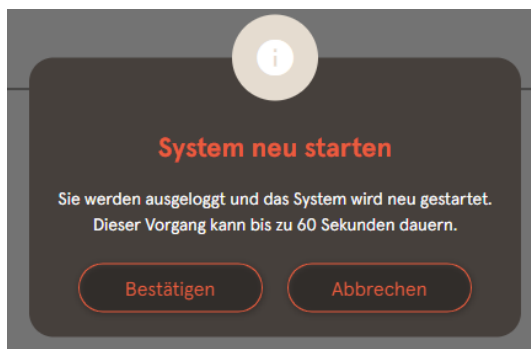 System neu starten
Sie werden ausgeloggt und das System wird neu gestartet.
Dieser Vorgang kann bis zu 60 Sekunden dauern.
Bestätigen
Abbrechen